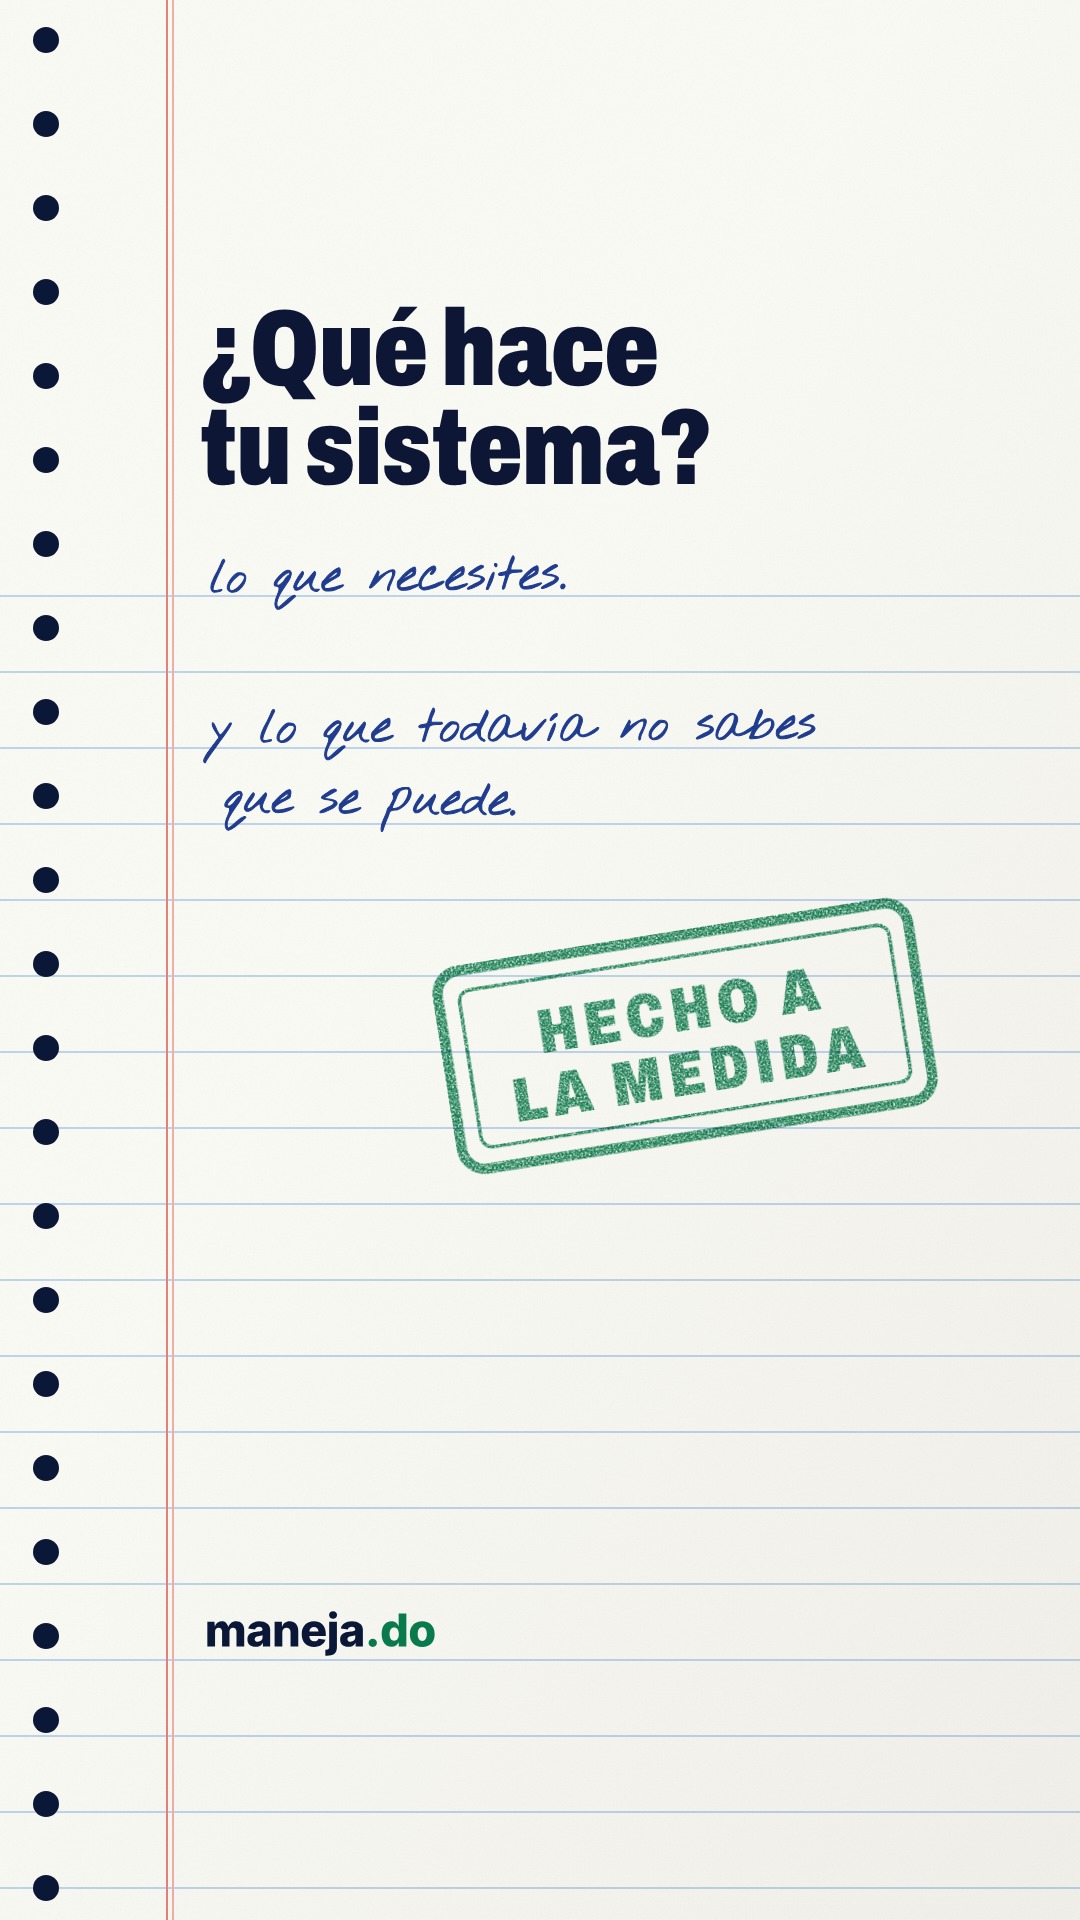 ¿Qué hace
tu sistema?
lo que necesites.
y lo que todavía no sabes
que se puede.
HECHO A
LA MEDIDA
maneja.do